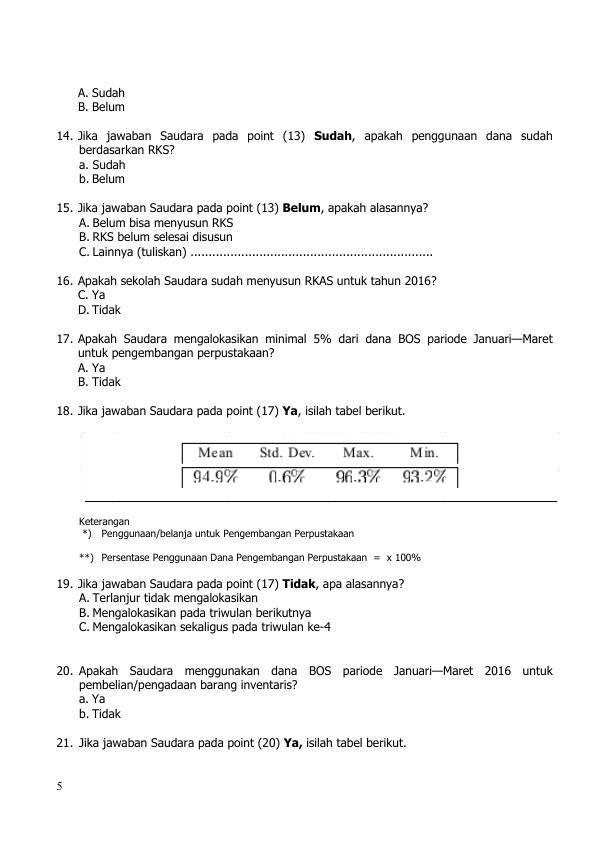 A. Sudah
B. Belum
14. Jika jawaban Saudara pada point (13) Sudah, apakah penggunaan dana sudah
berdasarkan RKS?
a. Sudah
b. Belum
15. Jika jawaban Saudara pada point (13) Belum, apakah alasannya?
A. Belum bisa menyusun RKS
B. RKS belum selesai disusun
C. Lainnya (tuliskan) ...................................................................
16. Apakah sekolah Saudara sudah menyusun RKAS untuk tahun 2016?
C. Ya
D. Tidak
17. Apakah Saudara mengalokasikan minimal 5% dari dana BOS pariode Januari—Maret
untuk pengembangan perpustakaan?
A. Ya
B. Tidak
18. Jika jawaban Saudara pada point (17) Ya, isilah tabel berikut.
Mean Std. Dev. Max. Min.
94.9% 0.6% 96.3% 93.2%
Keterangan
*) Penggunaan/belanja untuk Pengembangan Perpustakaan
**) Persentase Penggunaan Dana Pengembangan Perpustakaan = x 100%
19. Jika jawaban Saudara pada point (17) Tidak, apa alasannya?
A. Terlanjur tidak mengalokasikan
B. Mengalokasikan pada triwulan berikutnya
C. Mengalokasikan sekaligus pada triwulan ke-4
20. Apakah Saudara menggunakan dana BOS pariode Januari—Maret 2016 untuk
pembelian/pengadaan barang inventaris?
a. Ya
b. Tidak
21. Jika jawaban Saudara pada point (20) Ya, isilah tabel berikut.
5